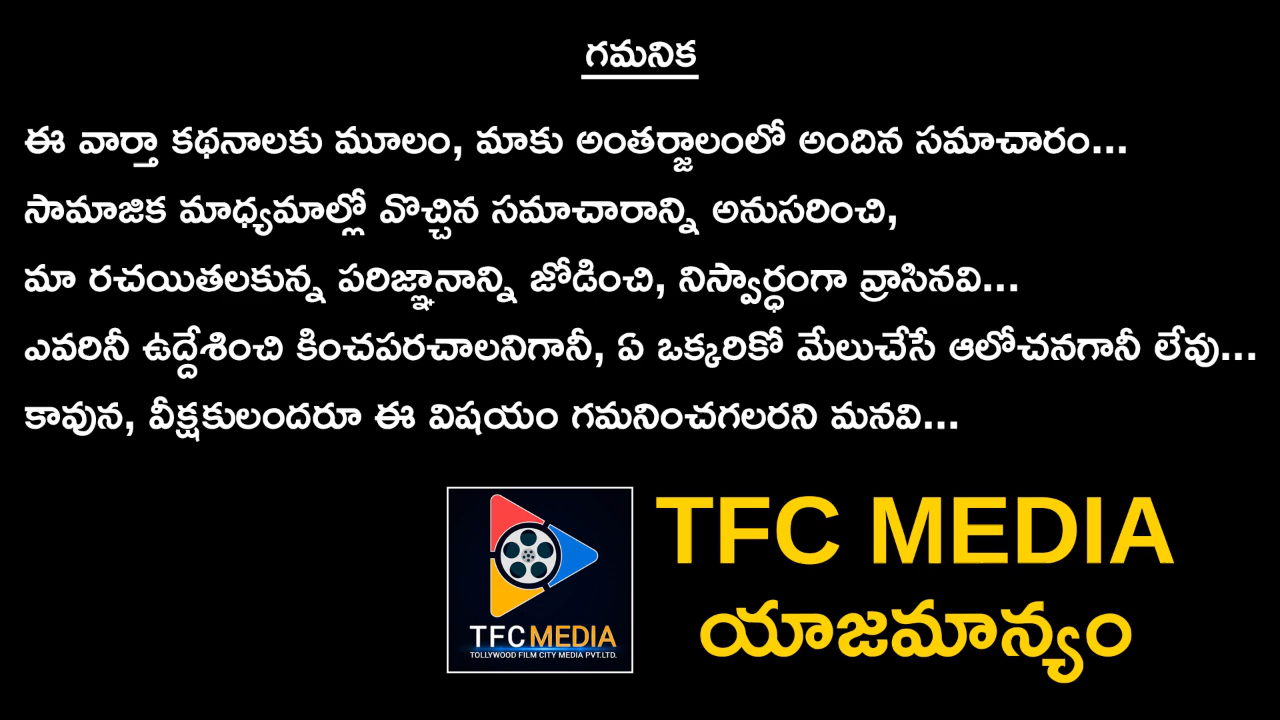 గమనిక
ఈ వార్తా కథనాలకు మూలం, మాకు అంతర్జాలంలో అందిన సమాచారం...
సామాజిక మాధ్యమాల్లో వొచ్చిన సమాచారాన్ని అనుసరించి,
మా రచయితలకున్న పరిజ్ఞానాన్ని జోడించి, నిస్వార్ధంగా వ్రాసినవి...
ఎవరినీ ఉద్దేశించి కించపరచాలనిగానీ, ఏ ఒక్కరికో మేలుచేసే ఆలోచనగానీ లేవు...
కావున, వీక్షకులందరూ ఈ విషయం గమనించగలరని మనవి...
TFC MEDIA
యాజమాన్యం
TFC MEDIA
TOLLYWOOD FILM CITY MEDIA PVT.LTD.